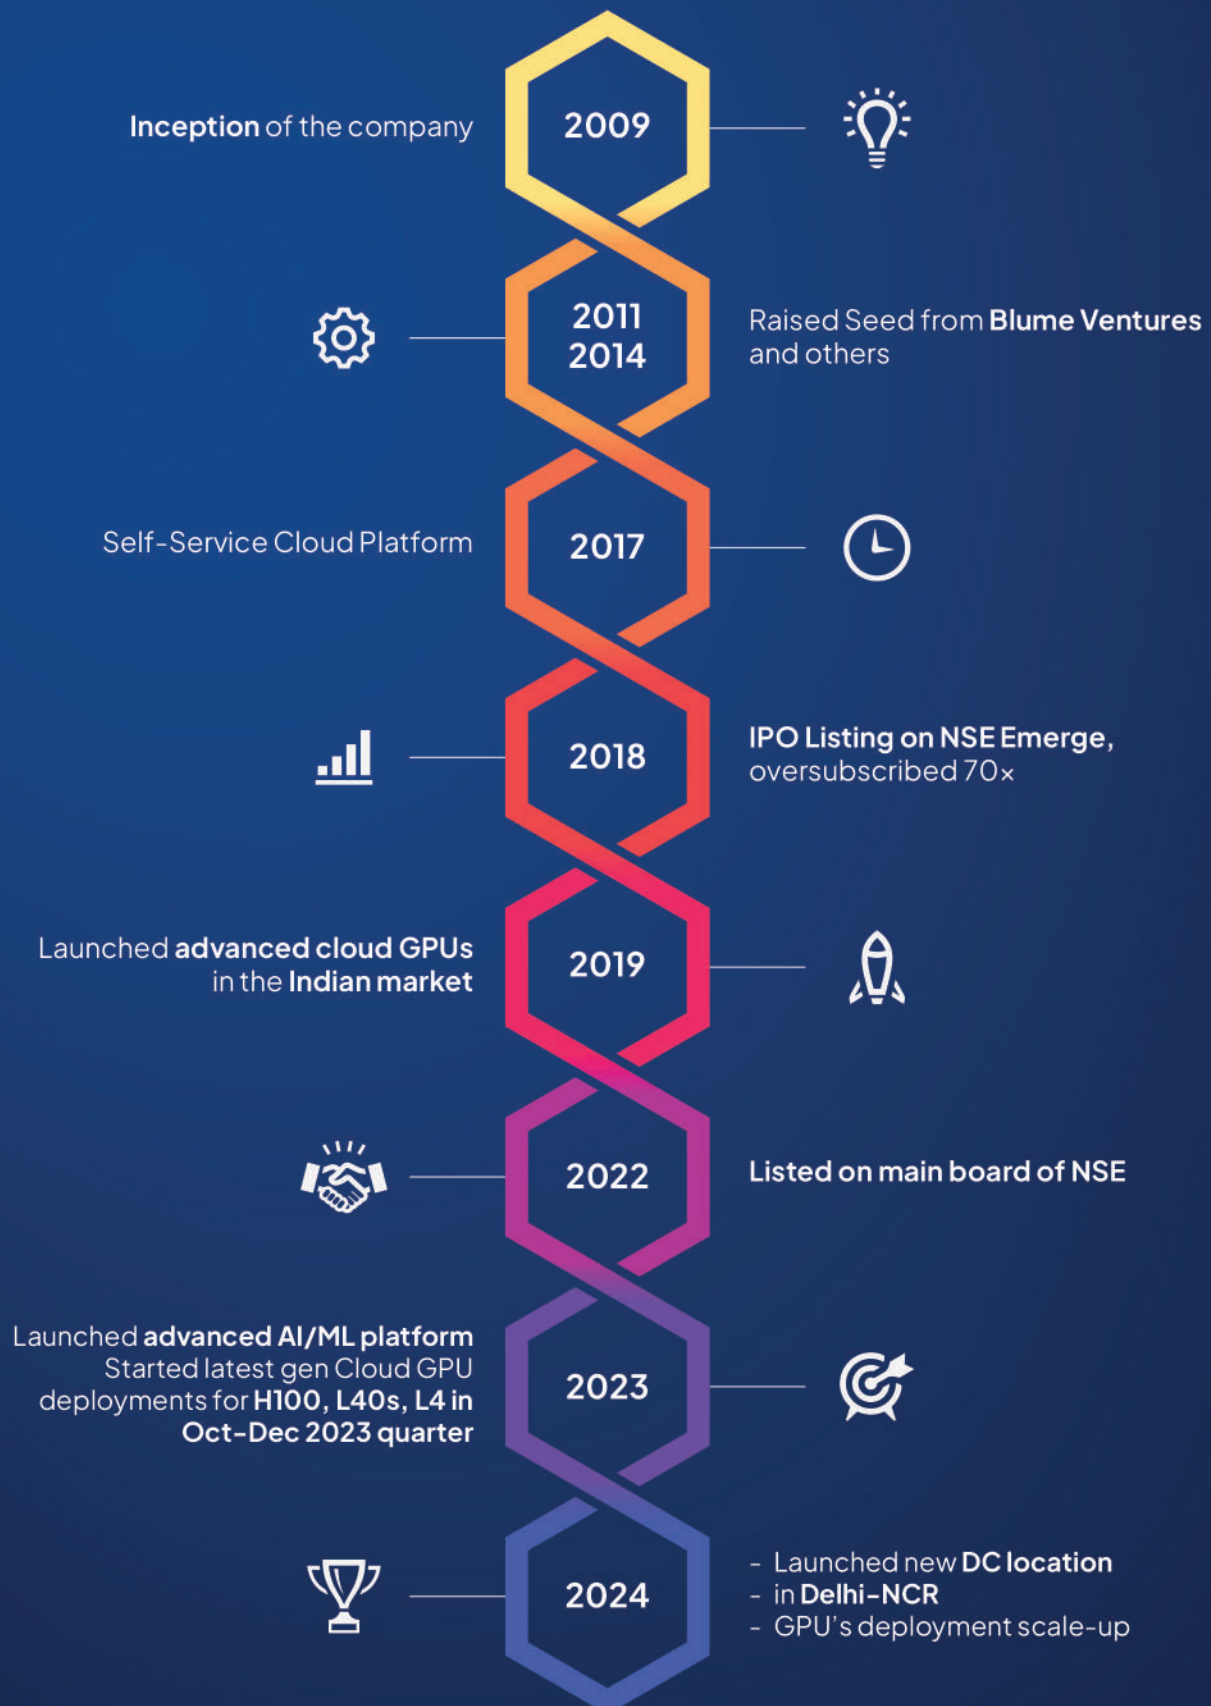 Inception of the company
2009
2011
2014
Raised Seed from Blume Ventures
and others
Self-Service Cloud Platform
2017
2018
IPO Listing on NSE Emerge,
oversubscribed 70×
Launched advanced cloud GPUs
in the Indian market
2019
2022
Listed on main board of NSE
Launched advanced AI/ML platform
Started latest gen Cloud GPU
deployments for H100, L40s, L4 in
Oct-Dec 2023 quarter
2023
2024
- Launched new DC location
- in Delhi-NCR
- GPU's deployment scale-up